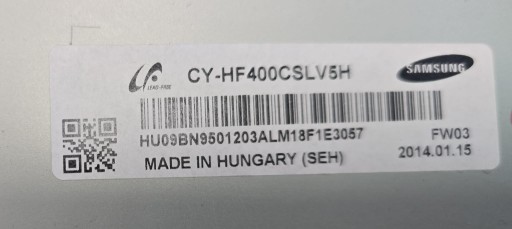 LEAD-FREE
CY-HF400CSLV5H
SAMSUNG
HU09BN9501203ALM18F1E3057
FW03
MADE IN HUNGARY (SEH)
2014.01.15